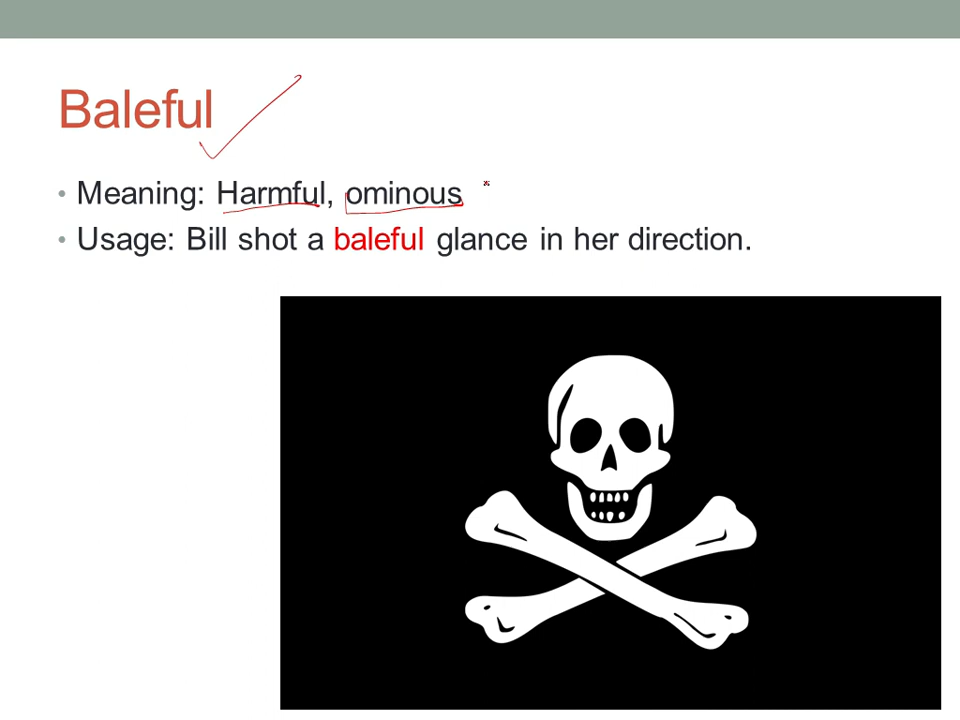 Baleful
• Meaning: Harmful, ominous
• Usage: Bill shot a baleful glance in her direction.